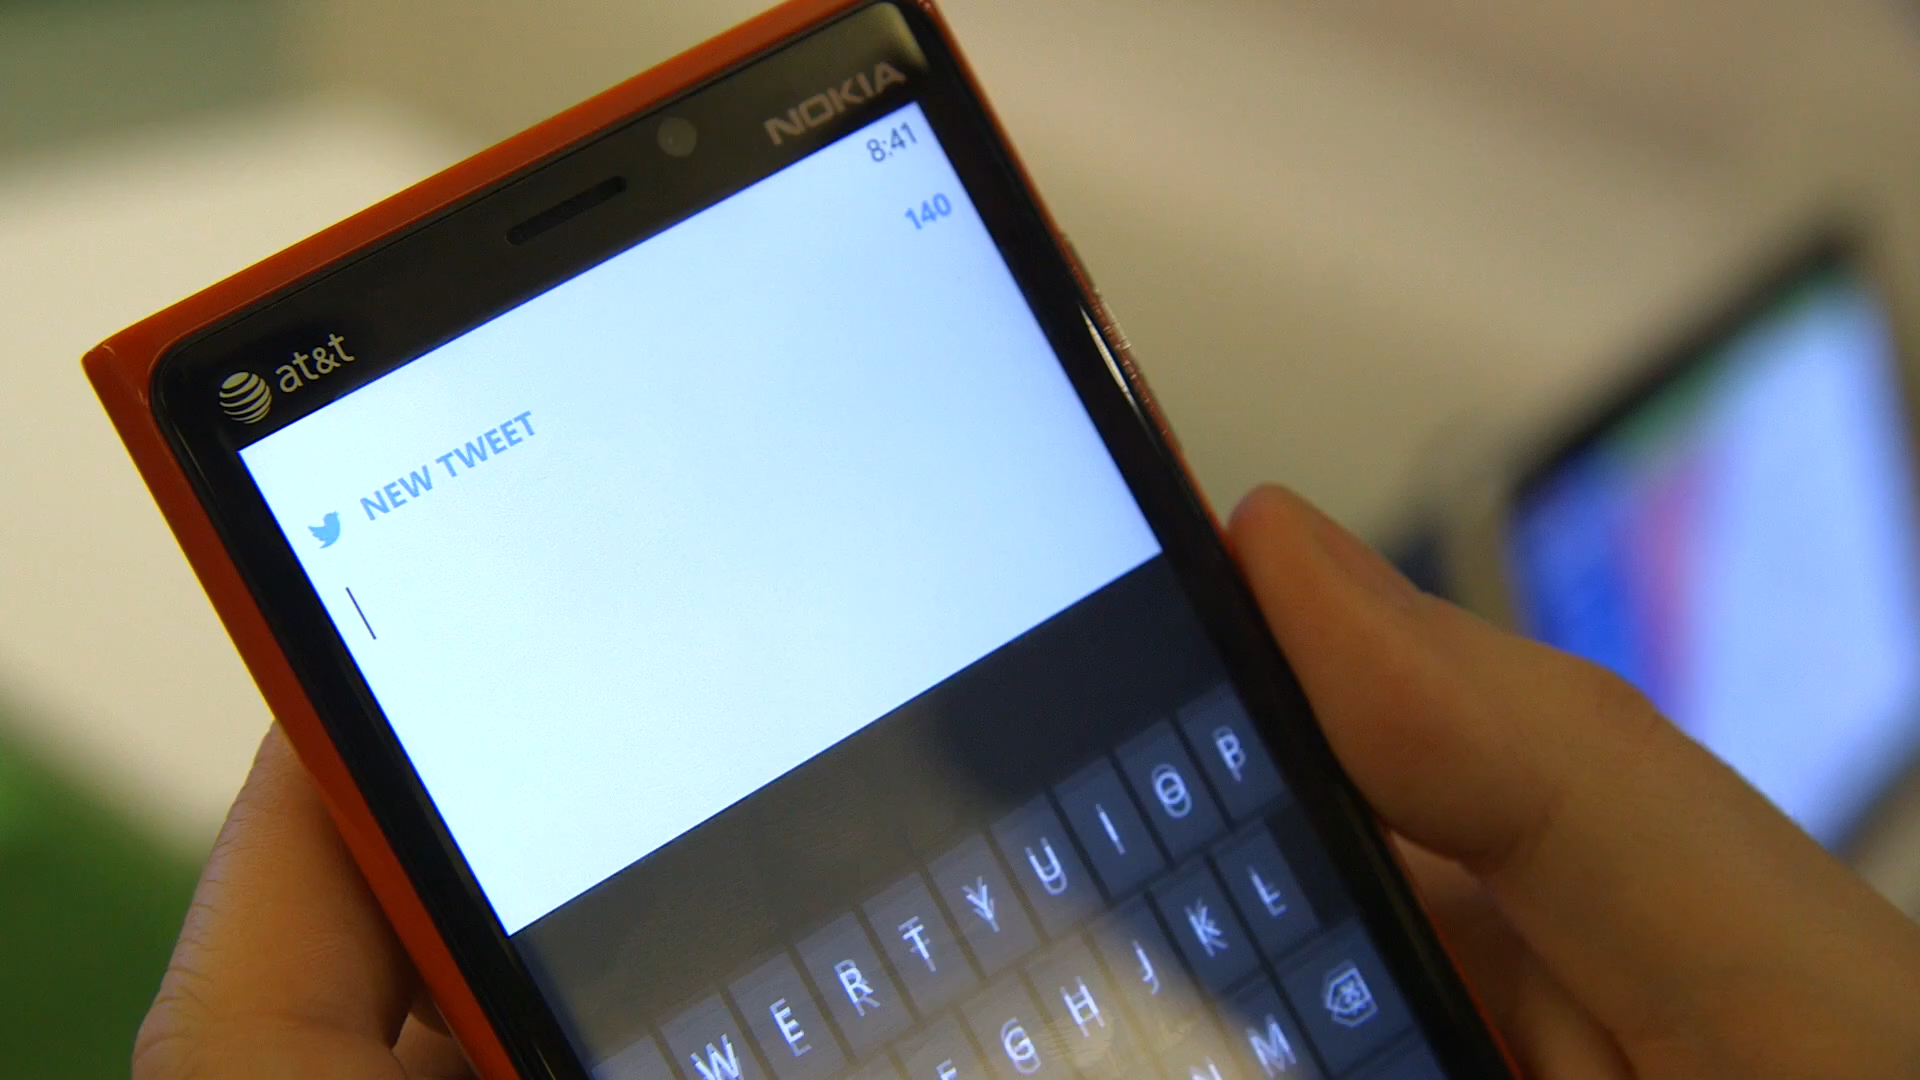 NOKIA
at&t
8:41
140
NEW TWEET
W E R T Y U I O P
F G H J K L
N M